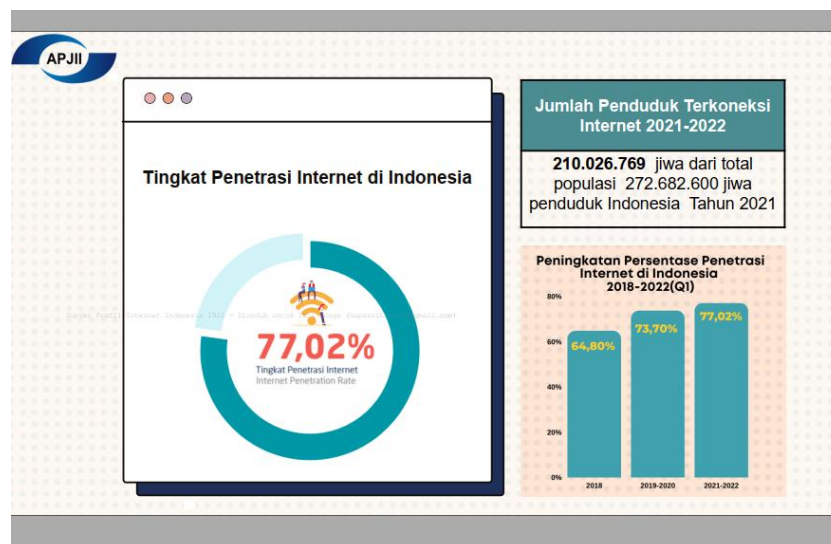 APJII
Tingkat Penetrasi Internet di Indonesia
77,02%
Tingkat Penetrasi Internet
Internet Penetration Rate
Jumlah Penduduk Terkoneksi
Internet 2021-2022
210.026.769 jiwa dari total
populasi 272.682.600 jiwa
penduduk Indonesia Tahun 2021
Peningkatan Persentase Penetrasi
Internet di Indonesia
2018-2022(Q1)
80%
60%
40%
20%
0%
64,80%
73,70%
77,02%
2018
2019-2020
2021-2022